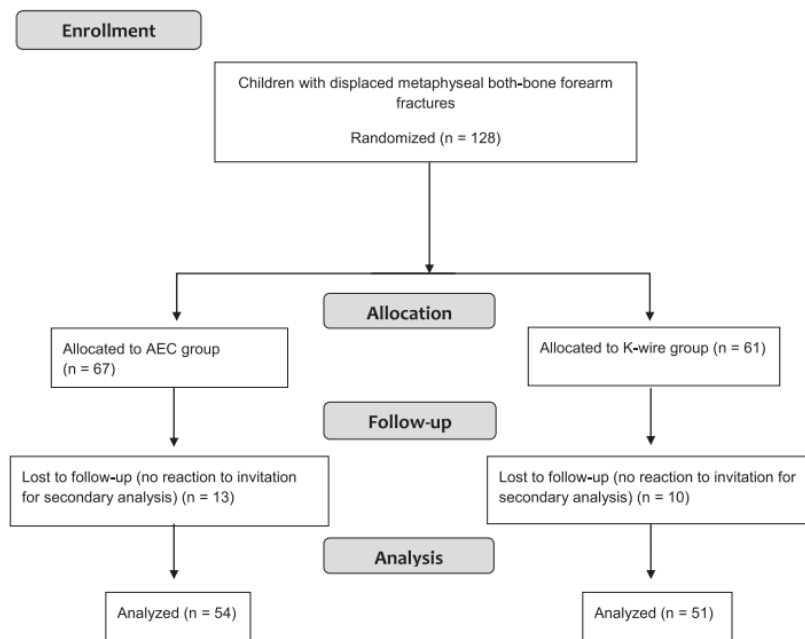 Enrollment
Children with displaced metaphyseal both-bone forearm
fractures
Randomized (n = 128)
Allocation
Allocated to AEC group
(n = 67)
Allocated to K-wire group (n = 61)
Follow-up
Lost to follow-up (no reaction to invitation
for secondary analysis) (n = 13)
Lost to follow-up (no reaction to invitation for
secondary analysis) (n = 10)
Analysis
Analyzed (n = 54)
Analyzed (n = 51)